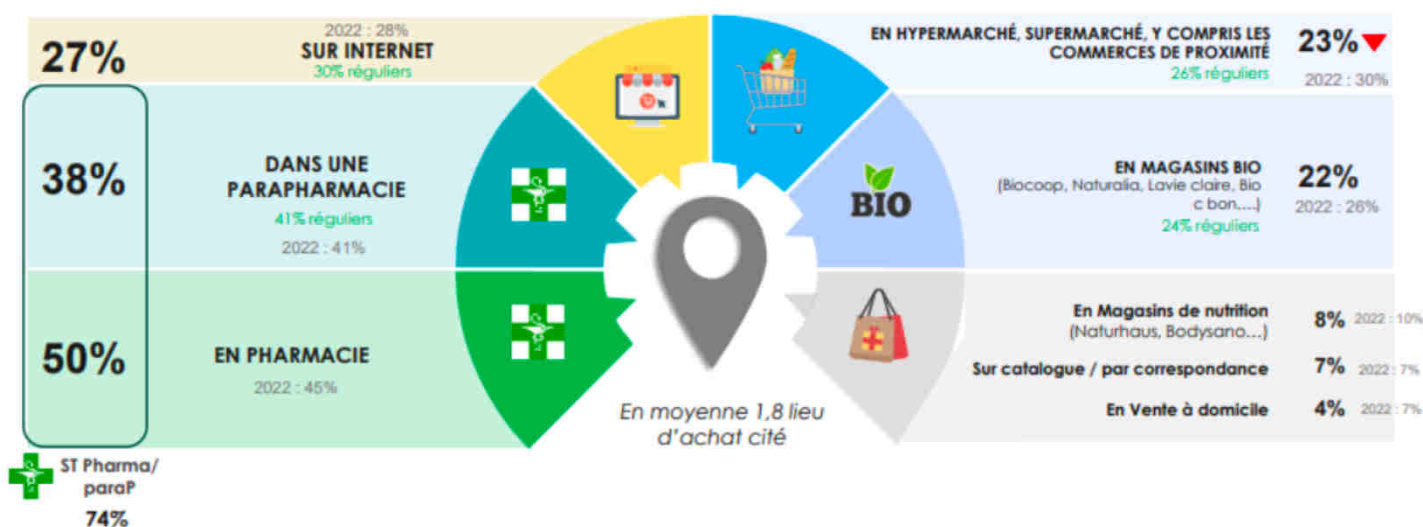 2022 : 28%
27%
SUR INTERNET
30% réguliers
38%
DANS UNE
PARAPHARMACIE
41% réguliers
2022 : 41%
50%
EN PHARMACIE
2022 : 45%
ST Pharma/
paraP
74%
EN HYPERMARCHÉ, SUPERMARCHÉ, Y COMPRIS LES
COMMERCES DE PROXIMITÉ
26% réguliers
23%
2022 : 30%
BIO
EN MAGASINS BIO
(Biocoop, Naturalia, Lavie claire, Bio
c bon....)
24% réguliers
22%
2022 : 26%
En Magasins de nutrition
(Naturhaus, Bodysano...)
8% 2022 : 10%
Sur catalogue / par correspondance 7% 2022 : 7%
En Vente à domicile 4% 2022 : 7%
En moyenne 1,8 lieu
d'achat cité